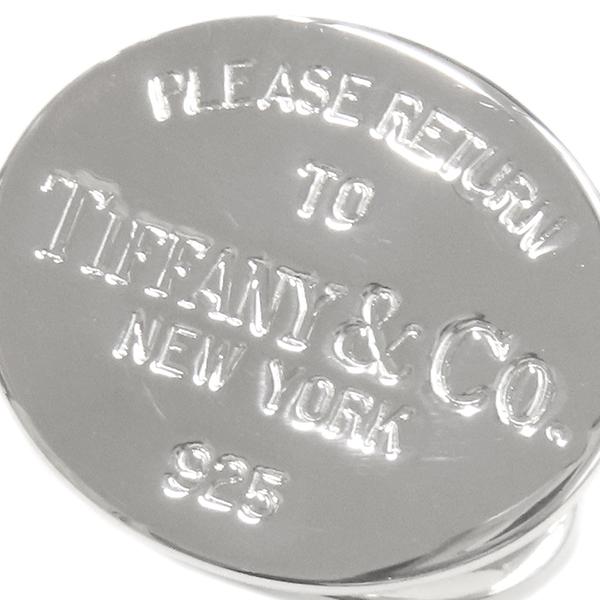 PLEASE RETURN
TO
TIFFANY & CO.
NEW YORK
925